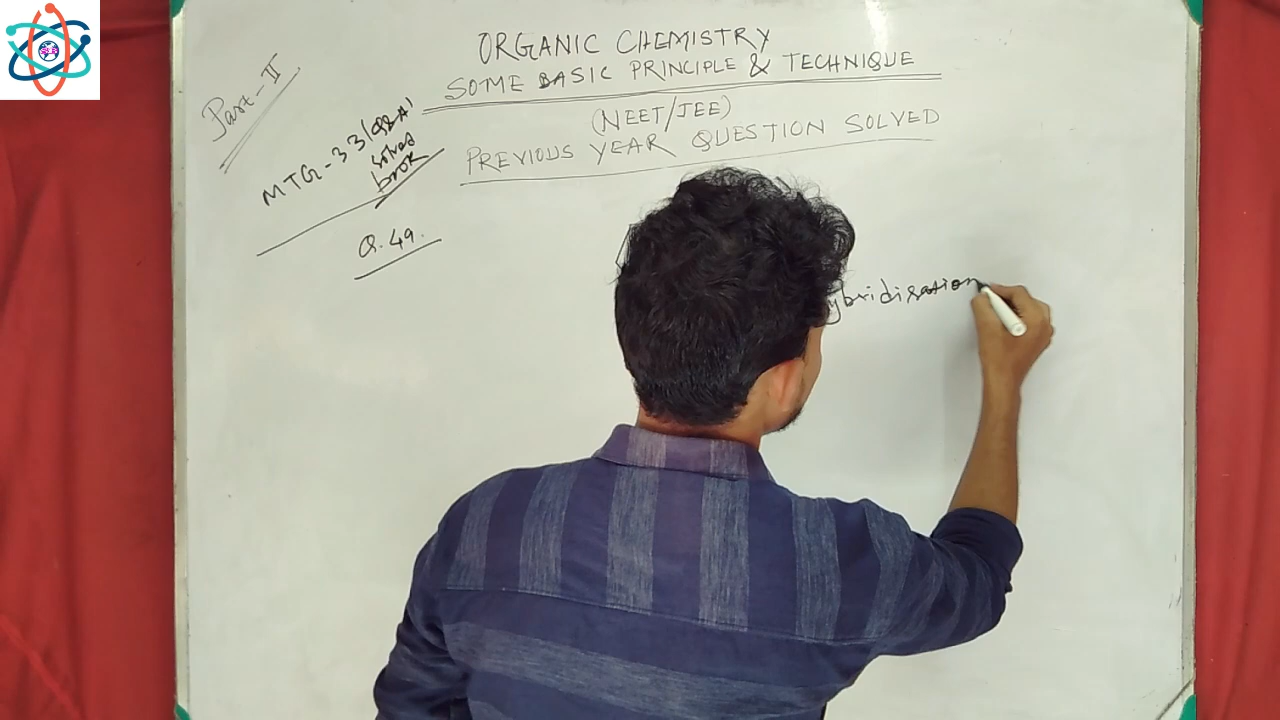 ORGANIC CHEMISTRY
SOME BASIC PRINCIPLE & TECHNIQUE
(NEET/JEE)
PREVIOUS YEAR QUESTION SOLVED
Part-II
MTG-33
solved
book
Q.49.
ybridisation